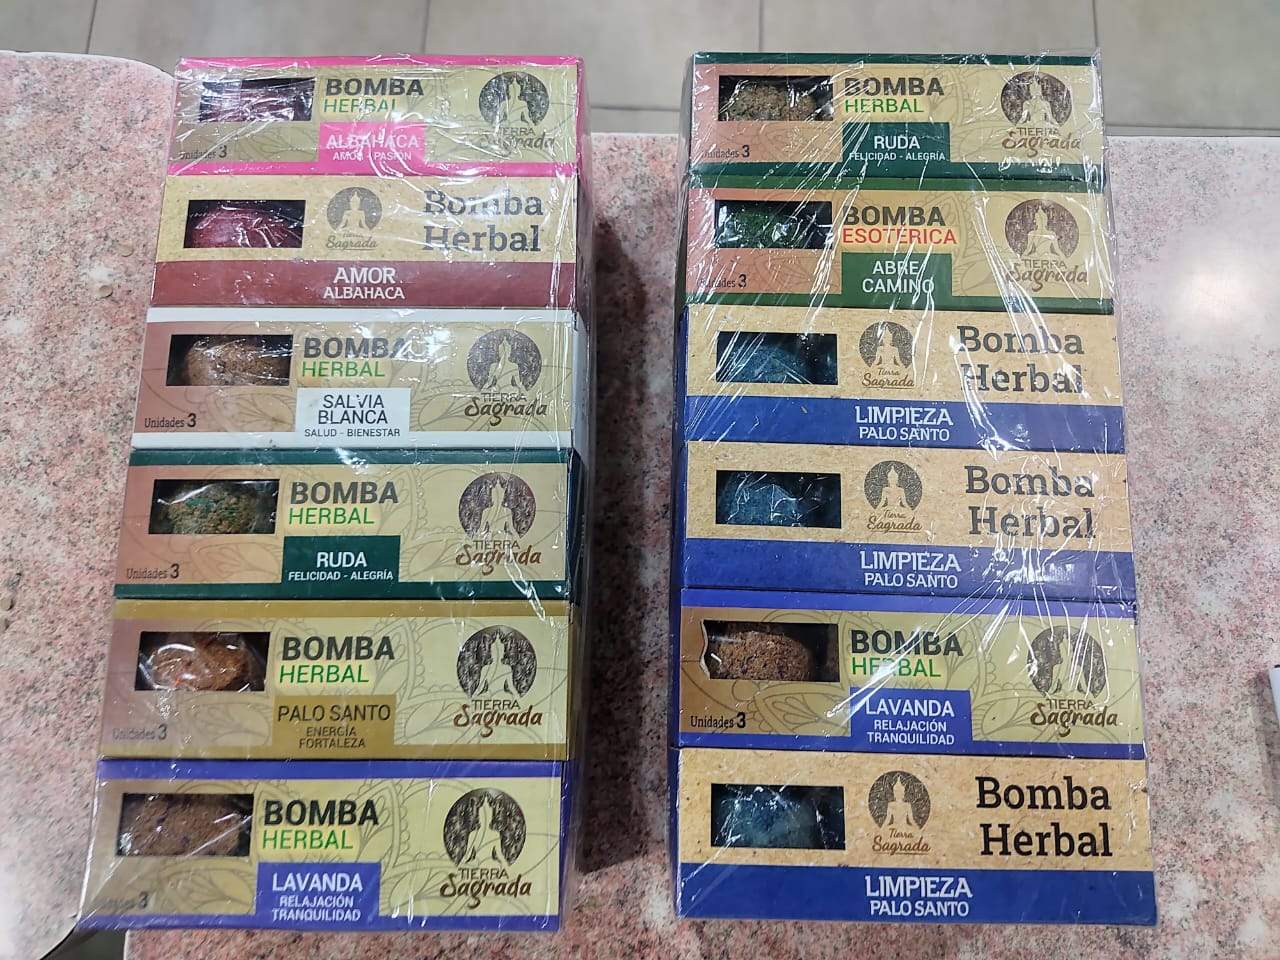 BOMBA
HERBAL
ALBAHACA
AMOR - PASIÓN
Unidades 3
TIERRA
Sagrada
Bomba
Herbal
Tierra
Sagrada
AMOR
ALBAHACA
BOMBA
HERBAL
SALVIA
BLANCA
SALUD - BIENESTAR
Unidades 3
TIERRA
Sagrada
BOMBA
HERBAL
RUDA
FELICIDAD - ALEGRÍA
Unidades 3
TIERRA
Sagrada
BOMBA
HERBAL
PALO SANTO
ENERGÍA
FORTALEZA
Unidades 3
TIERRA
Sagrada
BOMBA
HERBAL
LAVANDA
RELAJACIÓN
TRANQUILIDAD
3
TIERRA
Sagrada
BOMBA
HERBAL
RUDA
FELICIDAD - ALEGRÍA
Unidades 3
TIERRA
Sagrada
BOMBA
ESOTÉRICA
ABRE
CAMINO
Unidades 3
TIERRA
Sagrada
Bomba
Herbal
Tierra
Sagrada
LIMPIEZA
PALO SANTO
Bomba
Herbal
Tierra
Sagrada
LIMPIEZA
PALO SANTO
BOMBA
HERBAL
LAVANDA
RELAJACIÓN
TRANQUILIDAD
Unidades 3
TIERRA
Sagrada
Bomba
Herbal
Tierra
Sagrada
LIMPIEZA
PALO SANTO